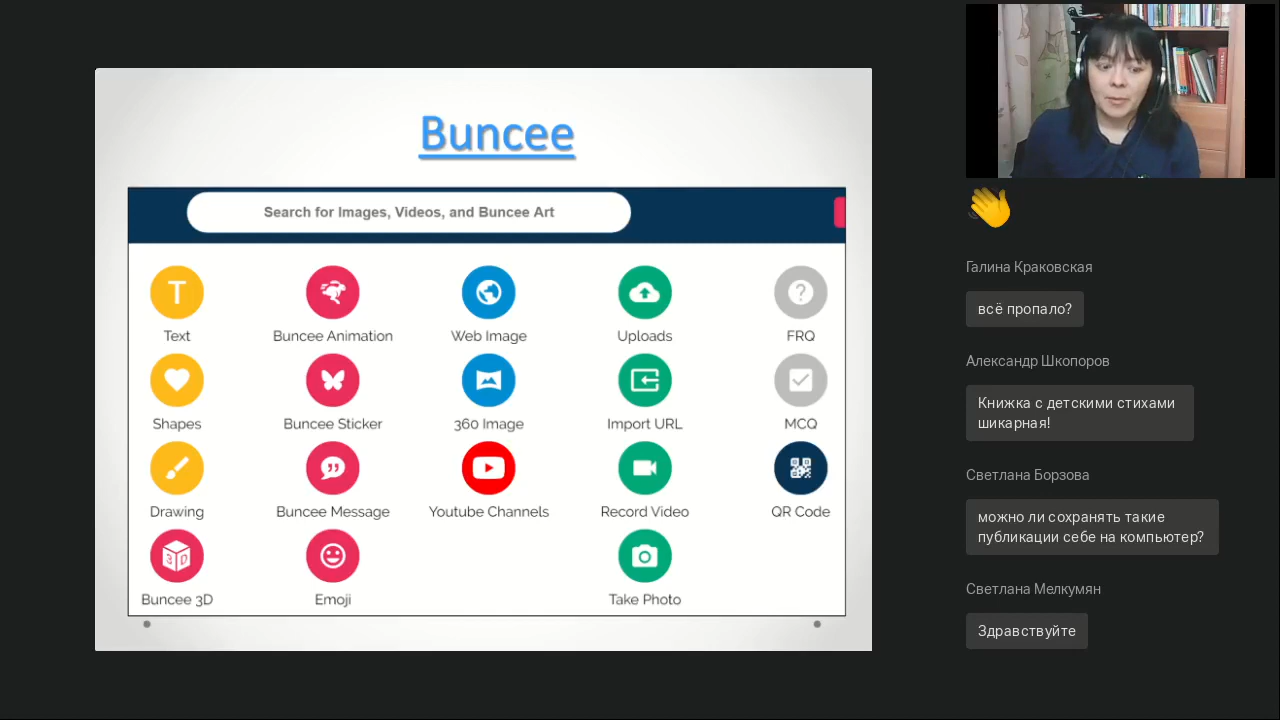 Buncee
Search for Images, Videos, and Buncee Art
Text
Buncee Animation
Web Image
Uploads
FRQ
Shapes
Buncee Sticker
360 Image
Import URL
MCQ
Drawing
Buncee Message
Youtube Channels
Record Video
QR Code
Buncee 3D
Emoji
Take Photo
Галина Краковская
всё пропало?
Александр Шкопоров
Книжка с детскими стихами
шикарная!
Светлана Борзова
можно ли сохранять такие
публикации себе на компьютер?
Светлана Мелкумян
Здравствуйте